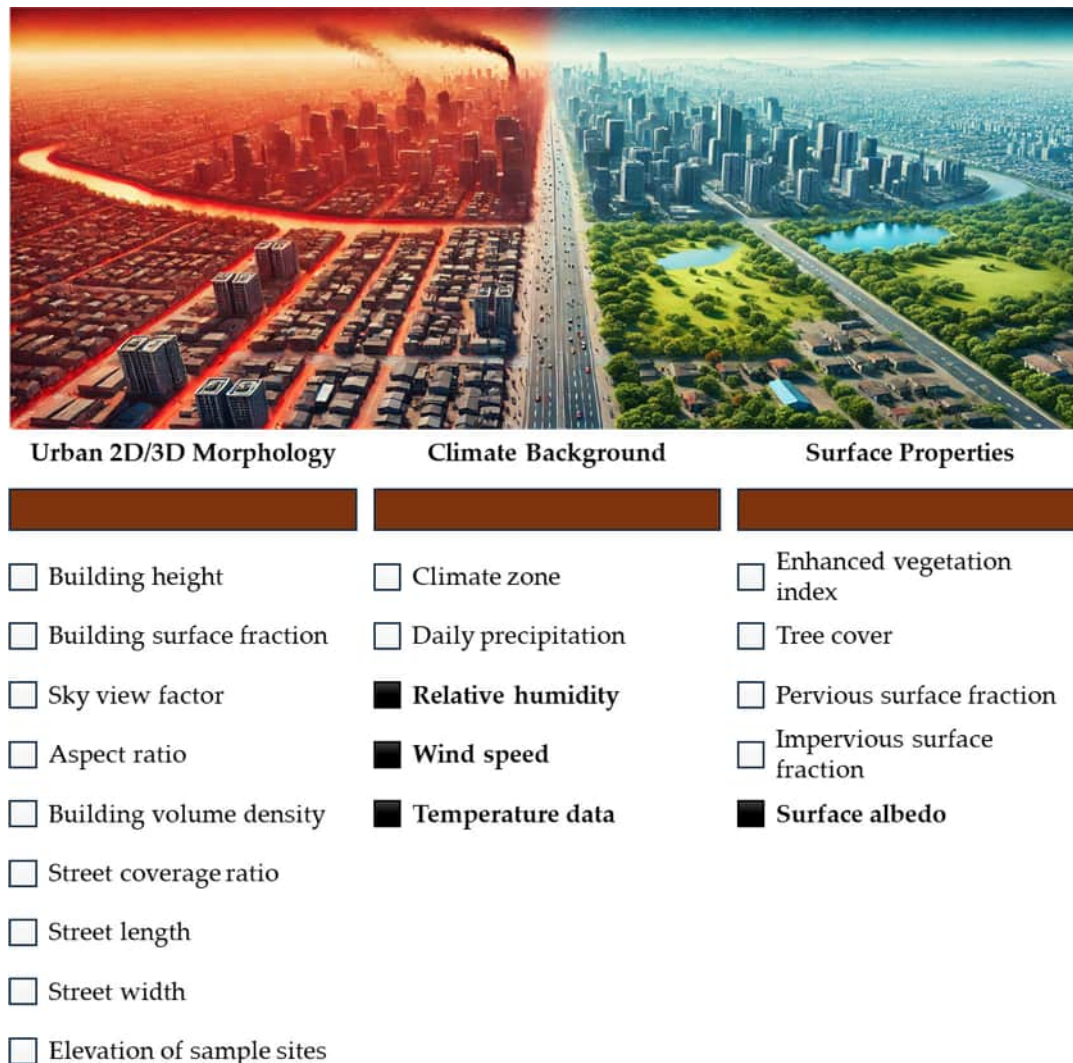 Urban 2D/3D Morphology
Climate Background
Surface Properties
Building height
Building surface fraction
Sky view factor
Aspect ratio
Building volume density
Street coverage ratio
Street length
Street width
Elevation of sample sites
Climate zone
Daily precipitation
Relative humidity
Wind speed
Temperature data
Enhanced vegetation
index
Tree cover
Pervious surface fraction
Impervious surface
fraction
Surface albedo